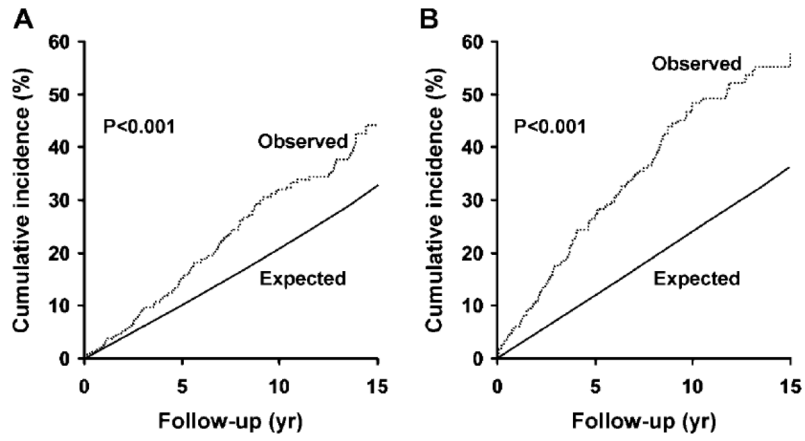 A
Cumulative incidence (%)
60
50
40
30
20
10
0
P<0.001
Observed
Expected
0 5 10 15
Follow-up (yr)
B
Cumulative incidence (%)
60
50
40
30
20
10
0
P<0.001
Observed
Expected
0 5 10 15
Follow-up (yr)